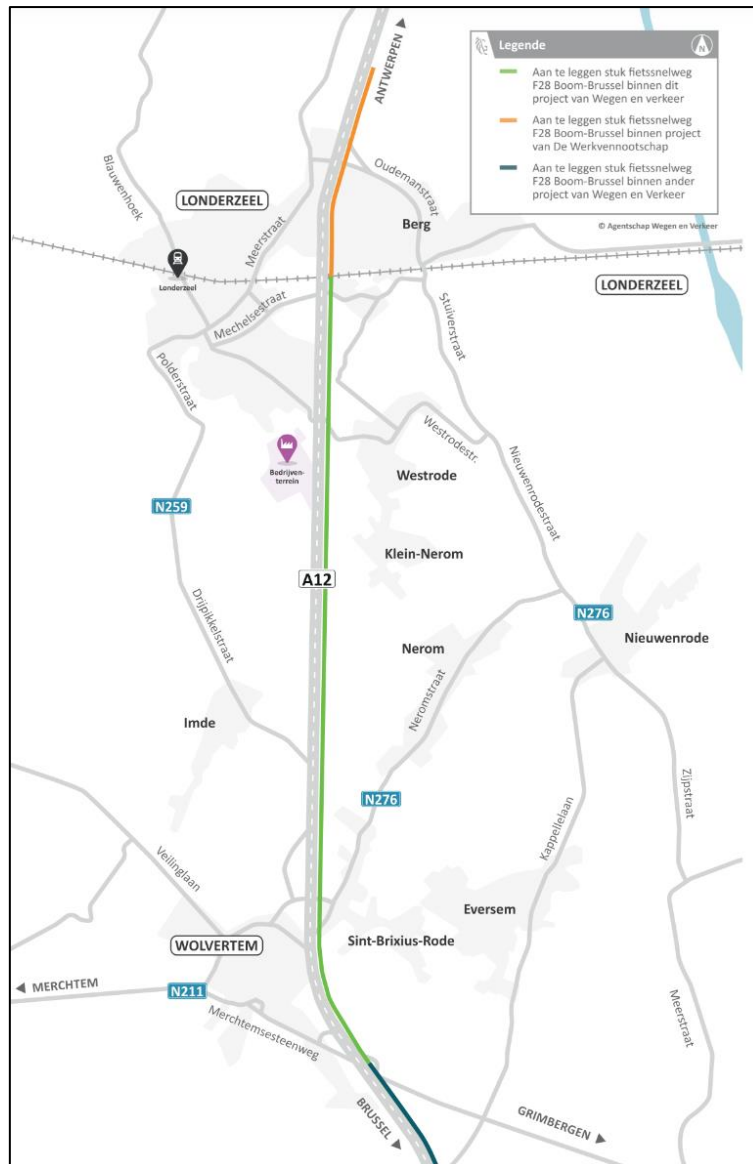 Legende
N
Aan te leggen stuk fietssnelweg
F28 Boom-Brussel binnen dit
project van Wegen en verkeer
Aan te leggen stuk fietssnelweg
F28 Boom-Brussel binnen project
van De Werkvennootschap
Aan te leggen stuk fietssnelweg
F28 Boom-Brussel binnen ander
project van Wegen en Verkeer
© Agentschap Wegen en Verkeer
ANTWERPEN
Blauwenhoek
Oudemanstraat
LONDERZEEL
Meerstraat
Berg
Londerzeel
LONDERZEEL
Mechelsestraat
Stuiverstraat
Polderstraat
Westrodestr.
Bedrijven-
terrein
Westrode
Nieuwenrodestraat
N259
Klein-Nerom
A12
Drijpikkelstraat
N276
Nieuwenrode
Nerom
Neromstraat
Imde
Zijpstraat
N276
Kappellelaan
Veilinglaan
Eversem
WOLVERTEM
Sint-Brixius-Rode
MERCHTEM
N211
Merchtemsesteenweg
Meerstraat
BRUSSEL
GRIMBERGEN